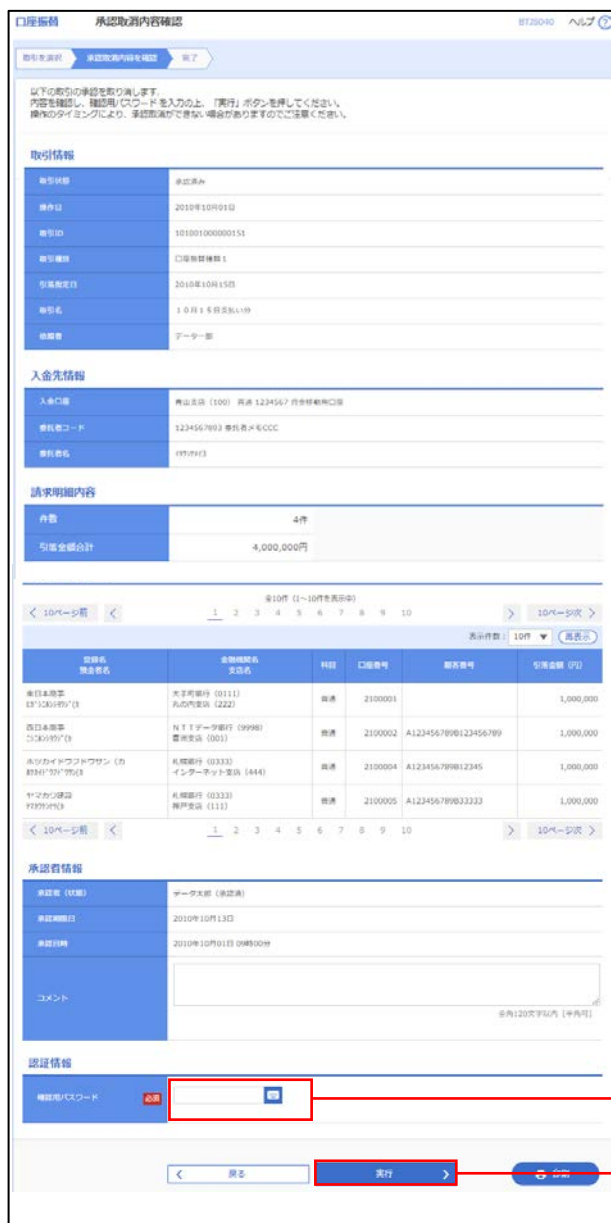 口座振替 承認取消内容確認 BTJS040 ヘルプ ?
取引を選択 承認取消内容を確認 完了
以下の取引の承認を取り消します。
内容を確認し、確認用パスワードを入力の上、「実行」ボタンを押してください。
操作のタイミングにより、承認取消ができない場合がありますのでご注意ください。
取引情報
取引状態 承認済み
操作日 2010年10月01日
取引ID 101001000000151
取引種別 口座振替種類1
引落指定日 2010年10月15日
取引名 10月15日支払い分
依頼者 データ一郎
入金先情報
入金口座 青山支店(100) 普通 1234567 資金移動用口座
委託者コード 1234567893 委託者メモCCC
委託者名
請求明細内容
件数 4件
引落金額合計 4,000,000円
全10件(1~10件を表示中)
< 10ページ前 < 1 2 3 4 5 6 7 8 9 10 > 10ページ次 >
表示件数: 10件 ▼ 再表示
登録名 預金者名 金融機関名 支店名 科目 口座番号 顧客番号 引落金額(円)
東日本商事 大手町銀行(0111) 丸の内支店(222) 普通 2100001 1,000,000
西日本商事 NTTデータ銀行(9998) 豊洲支店(001) 普通 2100002 A1234567898123456789 1,000,000
ホツカイドウフドウサン(カ 札幌銀行(0333) インターネット支店(444) 普通 2100004 A123456789812345 1,000,000
ヤマカワ建設 札幌銀行(0333) 神戸支店(111) 普通 2100005 A123456789833333 1,000,000
< 10ページ前 < 1 2 3 4 5 6 7 8 9 10 > 10ページ次 >
承認者情報
承認者(状態) データ太郎(承認済)
承認期限日 2010年10月13日
承認日時 2010年10月01日 09時00分
コメント
全角120文字以内 [半角可]
認証情報
確認用パスワード 必須
< 戻る 実行 > 印刷